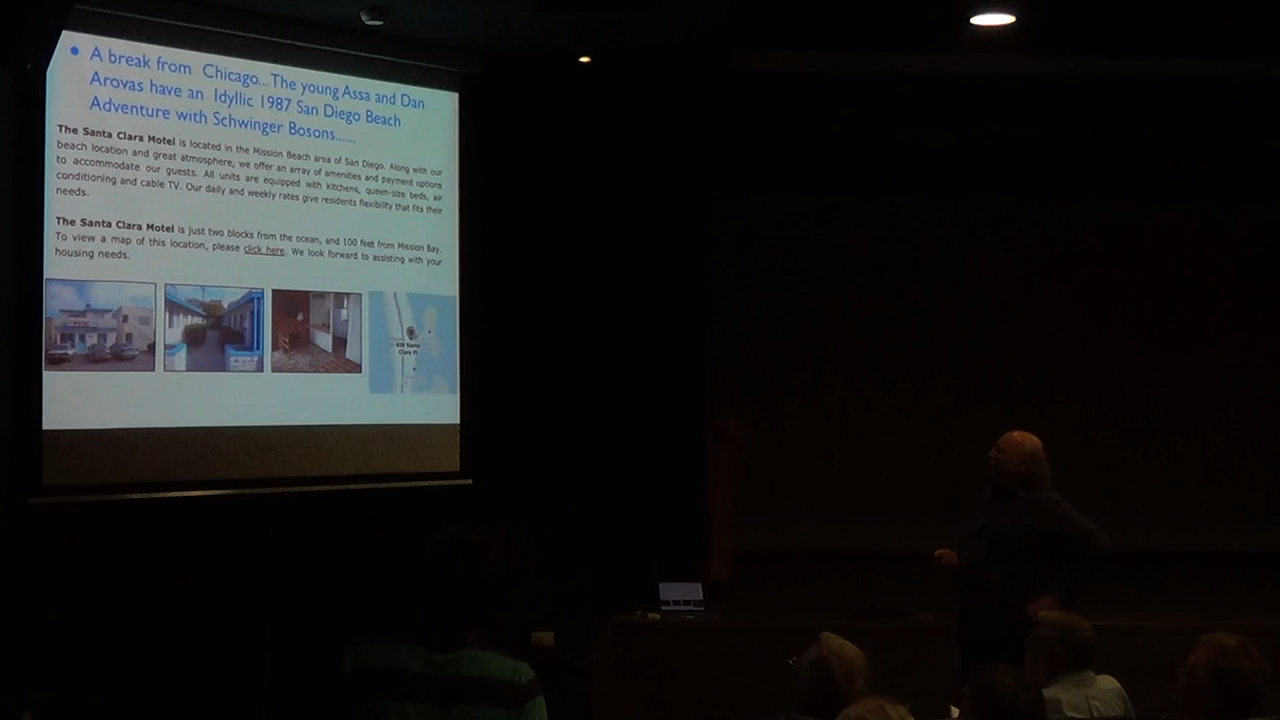 • A break from Chicago...The young Assa and Dan
Arovas have an Idyllic 1987 San Diego Beach
Adventure with Schwinger Bosons......
The Santa Clara Motel is located in the Mission Beach area of San Diego. Along with our
beach location and great atmosphere, we offer an array of amenities and payment options
to accommodate our guests. All units are equipped with kitchens, queen-size beds, air
conditioning and cable TV. Our daily and weekly rates give residents flexibility that fits their
needs.
The Santa Clara Motel is just two blocks from the ocean, and 100 feet from Mission Bay.
To view a map of this location, please click here. We look forward to assisting with your
housing needs.
839 Santa
Clara Pl